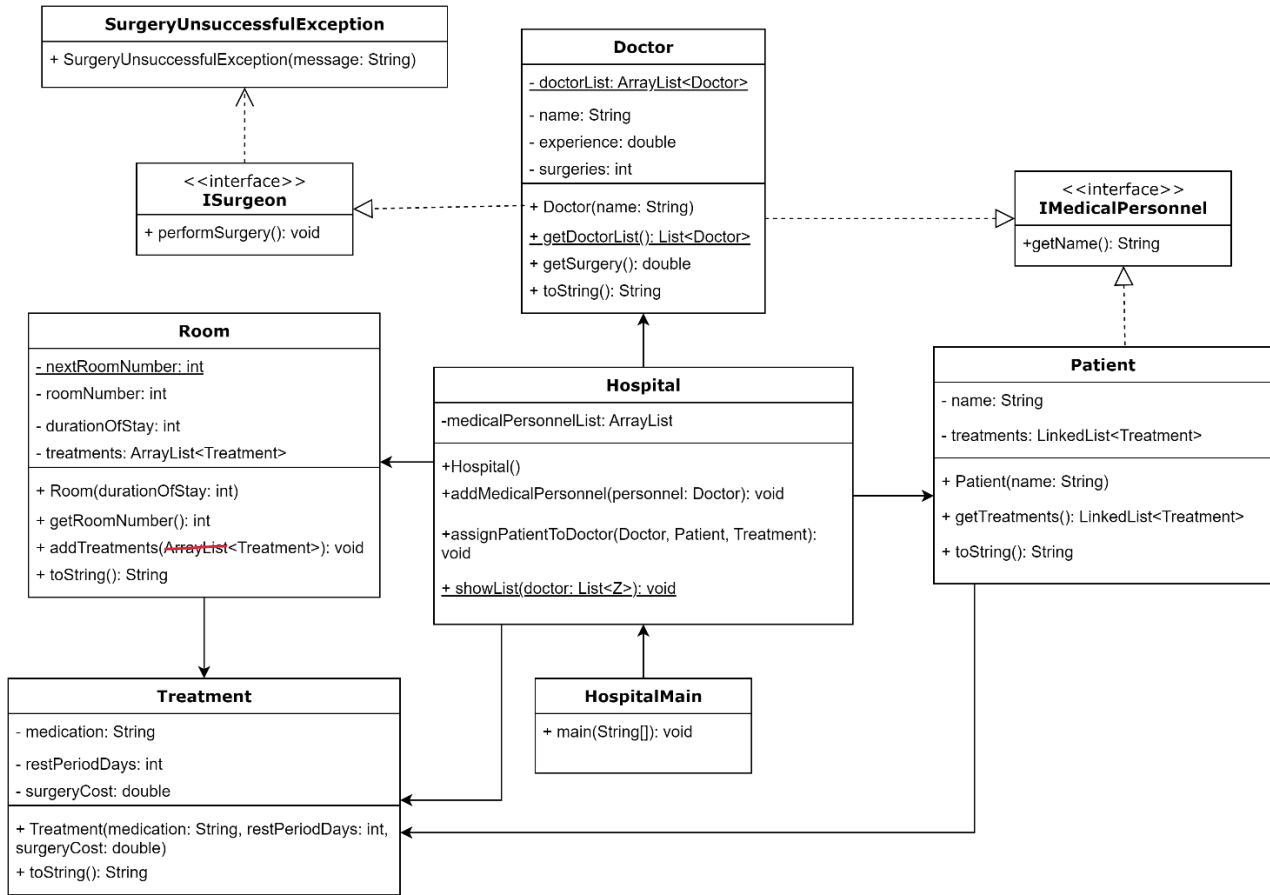 SurgeryUnsuccessfulException
+ SurgeryUnsuccessfulException(message: String)
Doctor
- doctorList: ArrayList<Doctor>
- name: String
- experience: double
- surgeries: int
+ Doctor(name: String)
+ getDoctorList(): List<Doctor>
+ getSurgery(): double
+ toString(): String
<<interface>>
ISurgeon
+ performSurgery(): void
<<interface>>
IMedicalPersonnel
+getName(): String
Room
- nextRoomNumber: int
- roomNumber: int
- durationOfStay: int
- treatments: ArrayList<Treatment>
+ Room(durationOfStay: int)
+ getRoomNumber(): int
+ addTreatments(ArrayList<Treatment>): void
+ toString(): String
Hospital
-medicalPersonnelList: ArrayList
+Hospital()
+addMedicalPersonnel(personnel: Doctor): void
+assignPatientToDoctor(Doctor, Patient, Treatment):
void
+ showList(doctor: List<Z>): void
Patient
- name: String
- treatments: LinkedList<Treatment>
+ Patient(name: String)
+ getTreatments(): LinkedList<Treatment>
+ toString(): String
Treatment
- medication: String
- restPeriodDays: int
- surgeryCost: double
+ Treatment(medication: String, restPeriodDays: int,
surgeryCost: double)
+ toString(): String
HospitalMain
+ main(String[]): void